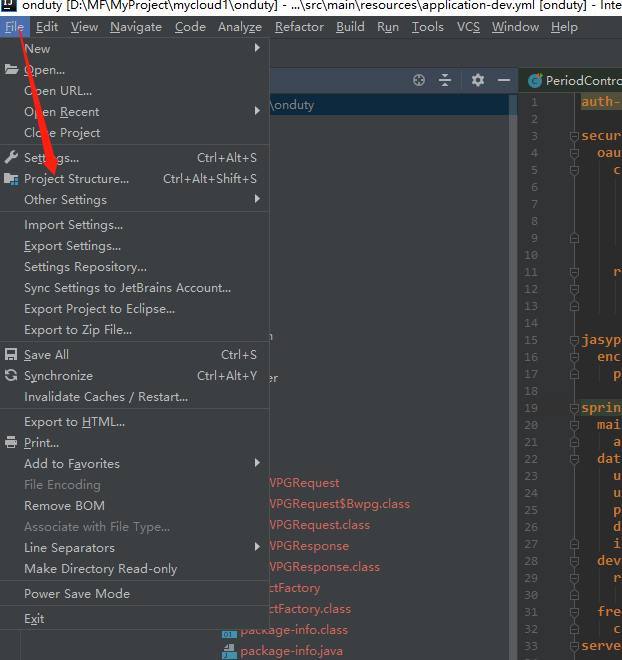 onduty [D:\MF\MyProject\mycloud1\onduty] - ...\src\main\resources\application-dev.yml [onduty] - Inte
File Edit View Navigate Code Analyze Refactor Build Run Tools VCS Window Help
New
Open...
Open URL...
Open Recent
Close Project
Settings... Ctrl+Alt+S
Project Structure... Ctrl+Alt+Shift+S
Other Settings
Import Settings...
Export Settings...
Settings Repository...
Sync Settings to JetBrains Account...
Export Project to Eclipse...
Export to Zip File...
Save All Ctrl+S
Synchronize Ctrl+Alt+Y
Invalidate Caches / Restart...
Export to HTML...
Print...
Add to Favorites
File Encoding
Remove BOM
Associate with File Type...
Line Separators
Make Directory Read-only
Power Save Mode
Exit
\onduty
n
er
WPGRequest
WPGRequest$Bwpg.class
WPGRequest.class
WPGResponse
WPGResponse.class
ctFactory
ctFactory.class
package-info.class
package-info.java
PeriodContro
1 auth-
2
3 secur
4 oau
5 c
6
7
8
9
10
11 r
12
13
14
15 jasyp
16 enc
17 p
18
19 sprin
20 mai
21 a
22 dat
23 u
24 u
25 p
26 d
27 i
28 dev
29 r
30
31 fre
32 c
33 serve